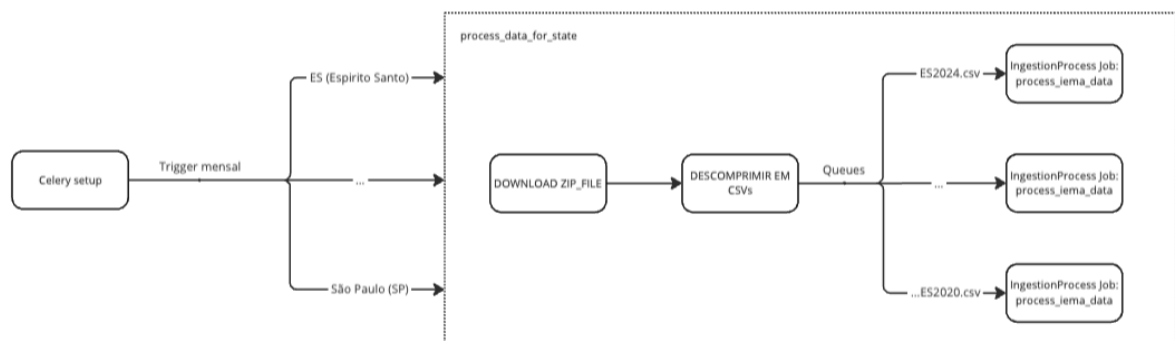 process_data_for_state
ES (Espirito Santo)
ES2024.csv
IngestionProcess Job:
process_iema_data
Celery setup
Trigger mensal
...
DOWNLOAD ZIP_FILE
DESCOMPRIMIR EM
CSVs
Queues
...
IngestionProcess Job:
process_iema_data
São Paulo (SP)
...ES2020.csv
IngestionProcess Job:
process_iema_data